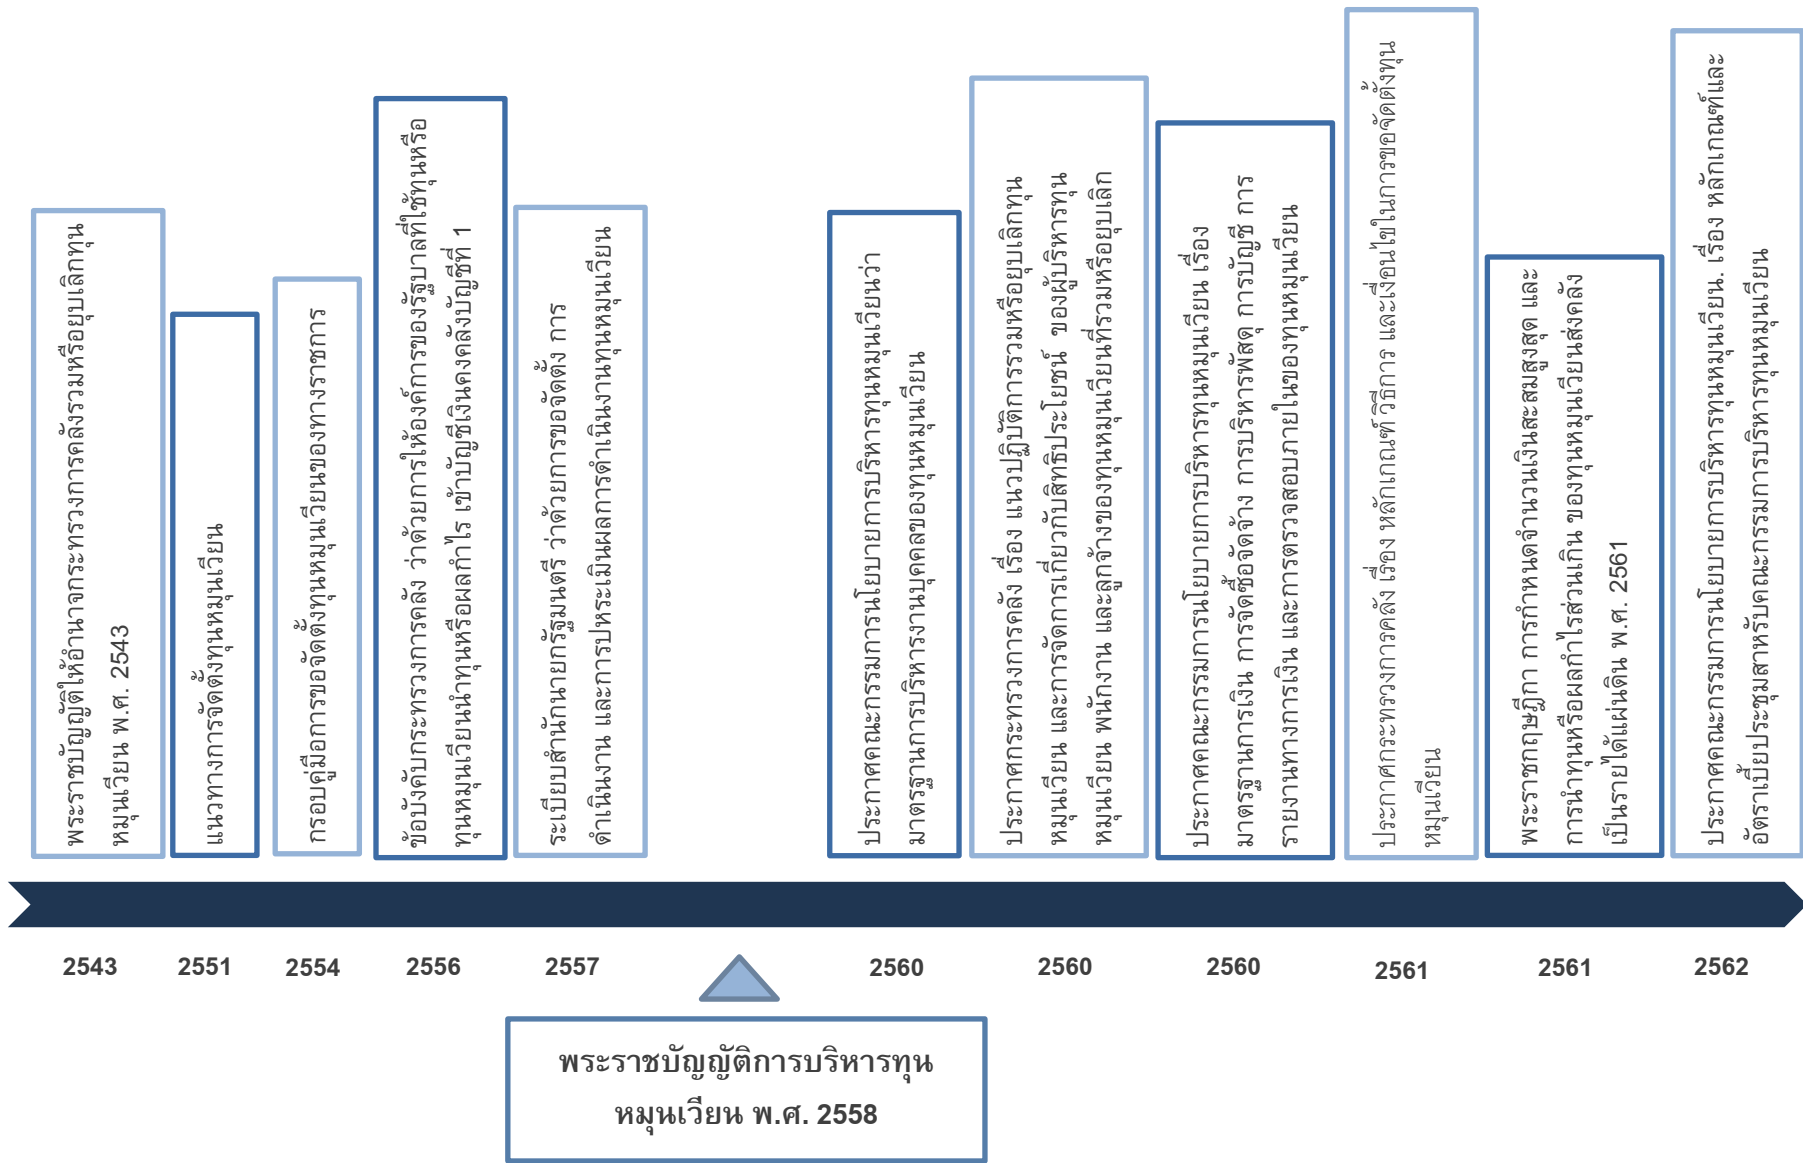 พระราชบัญญัติให้อำนาจกระทรวงการคลังรวมหรือยุบเลิกทุน
หมุนเวียน พ.ศ. 2543
แนวทางการจัดตั้งทุนหมุนเวียน
กรอบคู่มือการขอจัดตั้งทุนหมุนเวียนของทางราชการ
ข้อบังคับกระทรวงการคลัง ว่าด้วยการให้องค์การของรัฐบาลที่ใช้ทุนหรือ
ทุนหมุนเวียนนำทุนหรือผลกำไร เข้าบัญชีเงินคงคลังบัญชีที่ 1
ระเบียบสำนักนายกรัฐมนตรี ว่าด้วยการขอจัดตั้ง การ
ดำเนินงาน และการประเมินผลการดำเนินงานทุนหมุนเวียน
ประกาศคณะกรรมการนโยบายการบริหารทุนหมุนเวียนว่า
มาตรฐานการบริหารงานบุคคลของทุนหมุนเวียน
ประกาศกระทรวงการคลัง เรื่อง แนวปฏิบัติการรวมหรือยุบเลิกทุน
หมุนเวียน และการจัดการเกี่ยวกับสิทธิประโยชน์ ของผู้บริหารทุน
หมุนเวียน พนักงาน และลูกจ้างของทุนหมุนเวียนที่รวมหรือยุบเลิก
ประกาศคณะกรรมการนโยบายการบริหารทุนหมุนเวียน เรื่อง
มาตรฐานการเงิน การจัดซื้อจัดจ้าง การบริหารพัสดุ การบัญชี การ
รายงานทางการเงิน และการตรวจสอบภายในของทุนหมุนเวียน
ประกาศกระทรวงการคลัง เรื่อง หลักเกณฑ์ วิธีการ และเงื่อนไขในการขอจัดตั้งทุน
หมุนเวียน
พระราชกฤษฎีกา การกำหนดจำนวนเงินสะสมสูงสุด และ
การนำทุนหรือผลกำไรส่วนเกิน ของทุนหมุนเวียนส่งคลัง
เป็นรายได้แผ่นดิน พ.ศ. 2561
ประกาศคณะกรรมการนโยบายการบริหารทุนหมุนเวียน. เรื่อง หลักเกณฑ์และ
อัตราเบี้ยประชุมสำหรับคณะกรรมการบริหารทุนหมุนเวียน
2543
2551
2554
2556
2557
2560
2560
2560
2561
2561
2562
พระราชบัญญัติการบริหารทุน
หมุนเวียน พ.ศ. 2558